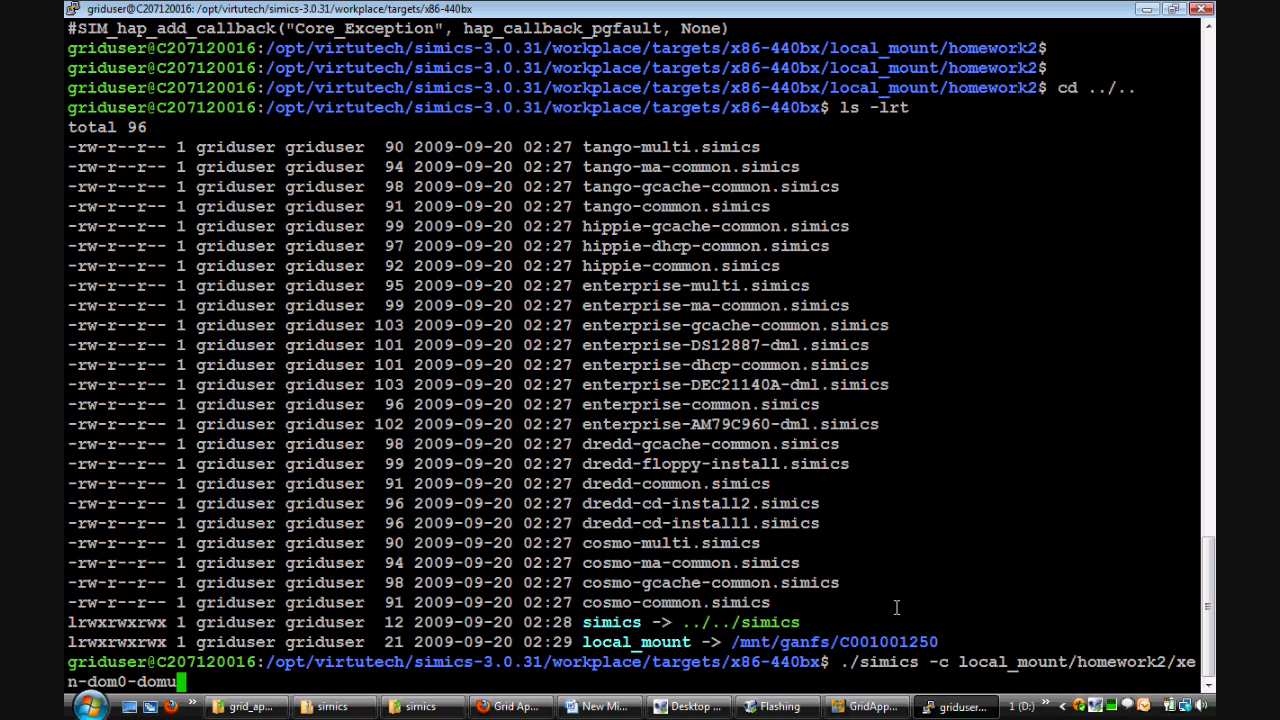 griduser@C207120016: /opt/virtutech/simics-3.0.31/workplace/targets/x86-440bx
#SIM_hap_add_callback("Core_Exception", hap_callback_pgfault, None)
griduser@C207120016:/opt/virtutech/simics-3.0.31/workplace/targets/x86-440bx/local_mount/homework2$
griduser@C207120016:/opt/virtutech/simics-3.0.31/workplace/targets/x86-440bx/local_mount/homework2$
griduser@C207120016:/opt/virtutech/simics-3.0.31/workplace/targets/x86-440bx/local_mount/homework2$ cd ../..
griduser@C207120016:/opt/virtutech/simics-3.0.31/workplace/targets/x86-440bx$ ls -lrt
total 96
-rw-r--r-- 1 griduser griduser  90 2009-09-20 02:27 tango-multi.simics
-rw-r--r-- 1 griduser griduser  94 2009-09-20 02:27 tango-ma-common.simics
-rw-r--r-- 1 griduser griduser  98 2009-09-20 02:27 tango-gcache-common.simics
-rw-r--r-- 1 griduser griduser  91 2009-09-20 02:27 tango-common.simics
-rw-r--r-- 1 griduser griduser  99 2009-09-20 02:27 hippie-gcache-common.simics
-rw-r--r-- 1 griduser griduser  97 2009-09-20 02:27 hippie-dhcp-common.simics
-rw-r--r-- 1 griduser griduser  92 2009-09-20 02:27 hippie-common.simics
-rw-r--r-- 1 griduser griduser  95 2009-09-20 02:27 enterprise-multi.simics
-rw-r--r-- 1 griduser griduser  99 2009-09-20 02:27 enterprise-ma-common.simics
-rw-r--r-- 1 griduser griduser 103 2009-09-20 02:27 enterprise-gcache-common.simics
-rw-r--r-- 1 griduser griduser 101 2009-09-20 02:27 enterprise-DS12887-dml.simics
-rw-r--r-- 1 griduser griduser 101 2009-09-20 02:27 enterprise-dhcp-common.simics
-rw-r--r-- 1 griduser griduser 103 2009-09-20 02:27 enterprise-DEC21140A-dml.simics
-rw-r--r-- 1 griduser griduser  96 2009-09-20 02:27 enterprise-common.simics
-rw-r--r-- 1 griduser griduser 102 2009-09-20 02:27 enterprise-AM79C960-dml.simics
-rw-r--r-- 1 griduser griduser  98 2009-09-20 02:27 dredd-gcache-common.simics
-rw-r--r-- 1 griduser griduser  99 2009-09-20 02:27 dredd-floppy-install.simics
-rw-r--r-- 1 griduser griduser  91 2009-09-20 02:27 dredd-common.simics
-rw-r--r-- 1 griduser griduser  96 2009-09-20 02:27 dredd-cd-install2.simics
-rw-r--r-- 1 griduser griduser  96 2009-09-20 02:27 dredd-cd-install1.simics
-rw-r--r-- 1 griduser griduser  90 2009-09-20 02:27 cosmo-multi.simics
-rw-r--r-- 1 griduser griduser  94 2009-09-20 02:27 cosmo-ma-common.simics
-rw-r--r-- 1 griduser griduser  98 2009-09-20 02:27 cosmo-gcache-common.simics
-rw-r--r-- 1 griduser griduser  91 2009-09-20 02:27 cosmo-common.simics
lrwxrwxrwx 1 griduser griduser  12 2009-09-20 02:28 simics -> ../../simics
lrwxrwxrwx 1 griduser griduser  21 2009-09-20 02:29 local_mount -> /mnt/ganfs/C001001250
griduser@C207120016:/opt/virtutech/simics-3.0.31/workplace/targets/x86-440bx$ ./simics -c local_mount/homework2/xe
n-dom0-domu
grid_ap... simics simics Grid Ap... New Mi... Desktop ... Flashing GridApp... griduser... 1 (D:)